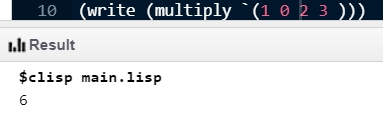 10 (write (multiply `(1 0 2 3 )))
Result
$clisp main.lisp
6